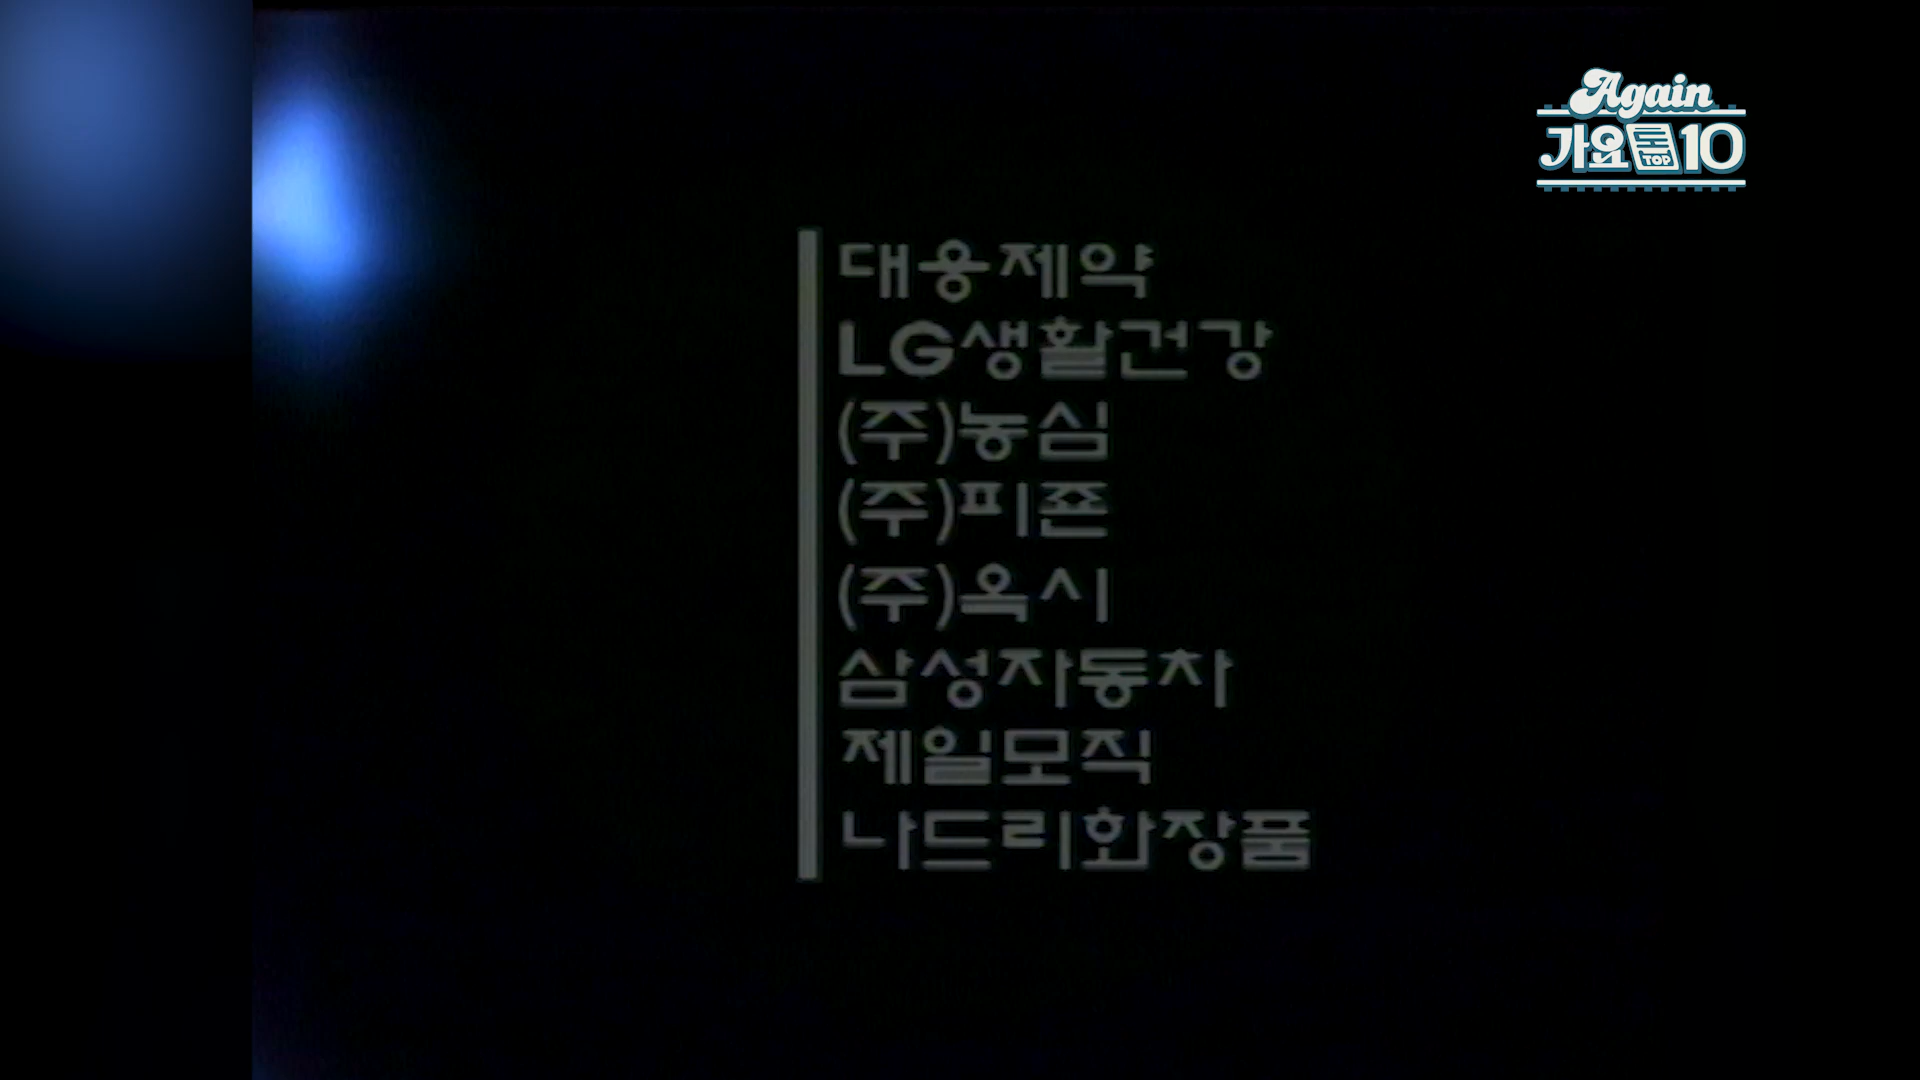 Again
가요톱10
TOP
대웅제약
LG생활건강
(주)농심
(주)피죤
(주)옥시
삼성자동차
제일모직
나드리화장품